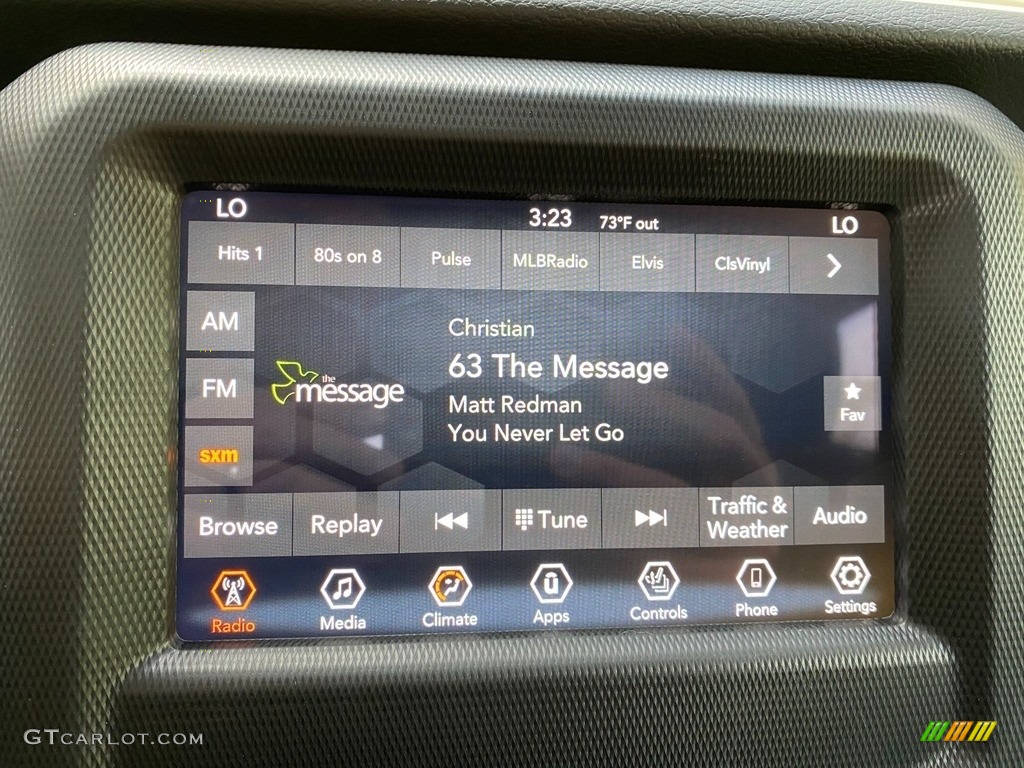 LO 3:23 73°F out LO
Hits 1 80s on 8 Pulse MLBRadio Elvis ClsVinyl
AM
FM
sxm
the
message
Christian
63 The Message
Matt Redman
You Never Let Go
Fav
Browse Replay Tune Traffic &
Weather Audio
Radio Media Climate Apps Controls Phone Settings
GTCARLOT.COM